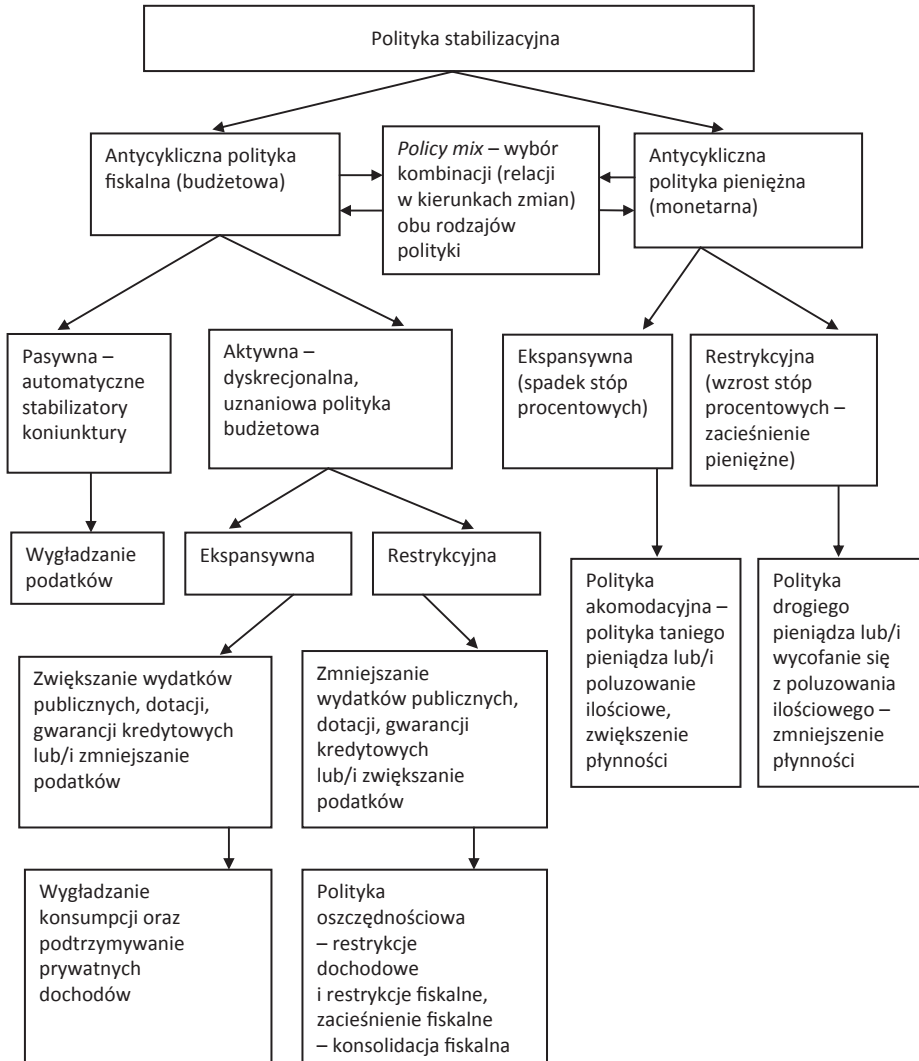 Polityka stabilizacyjna
Antycykliczna polityka
fiskalna (budżetowa)
Policy mix – wybór
kombinacji (relacji
w kierunkach zmian)
obu rodzajów
polityki
Antycykliczna
polityka pieniężna
(monetarna)
Pasywna –
automatyczne
stabilizatory
koniunktury
Aktywna –
dyskrecjonalna,
uznaniowa polityka
budżetowa
Ekspansywna
(spadek stóp
procentowych)
Restrykcyjna
(wzrost stóp
procentowych –
zacieśnienie
pieniężne)
Wygładzanie
podatków
Ekspansywna
Restrykcyjna
Polityka
akomodacyjna –
polityka taniego
pieniądza lub/i
poluzowanie
ilościowe,
zwiększenie
płynności
Polityka
drogiego
pieniądza lub/i
wycofanie się
z poluzowania
ilościowego –
zmniejszenie
płynności
Zwiększanie wydatków
publicznych, dotacji,
gwarancji kredytowych
lub/i zmniejszanie
podatków
Zmniejszanie
wydatków publicznych,
dotacji, gwarancji
kredytowych
lub/i zwiększanie
podatków
Wygładzanie
konsumpcji oraz
podtrzymywanie
prywatnych
dochodów
Polityka
oszczędnościowa
– restrykcje
dochodowe
i restrykcje fiskalne,
zacieśnienie fiskalne
– konsolidacja fiskalna